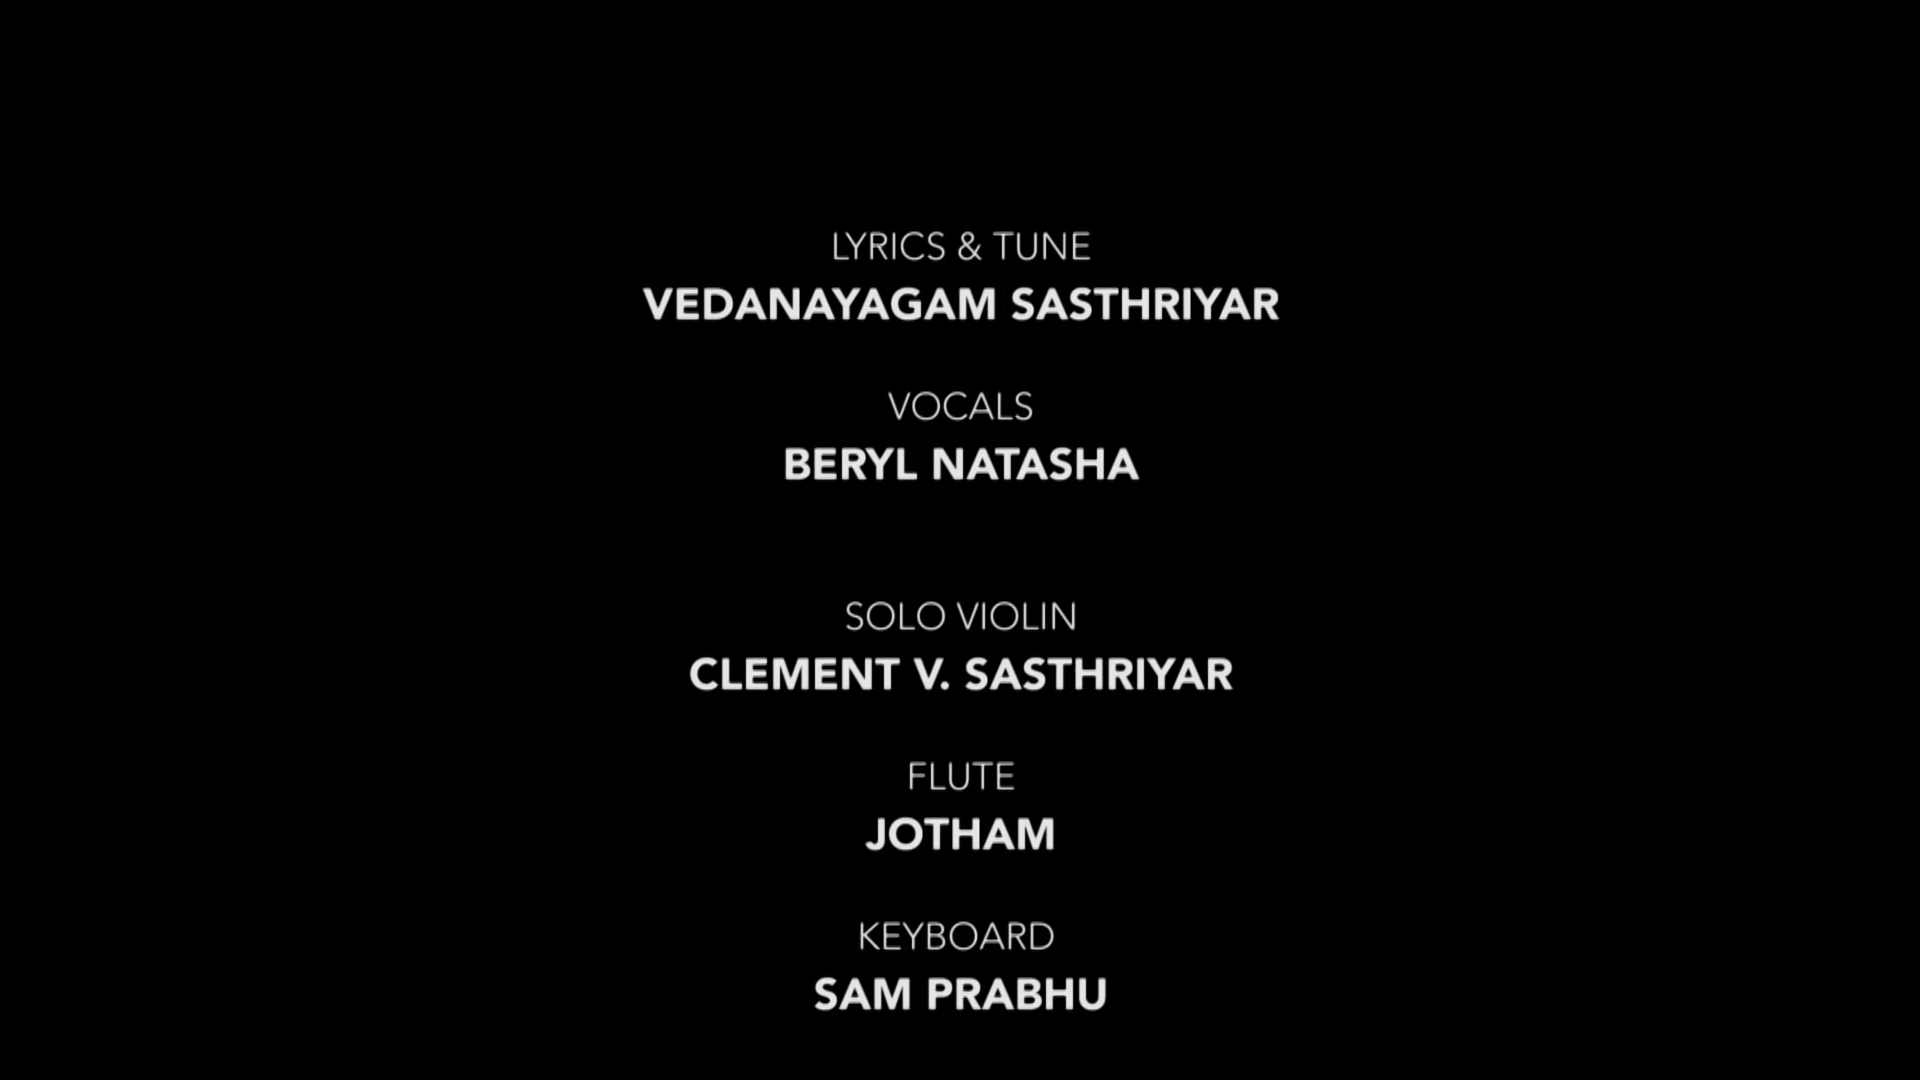 LYRICS & TUNE
VEDANAYAGAM SASTHRIYAR
VOCALS
BERYL NATASHA
SOLO VIOLIN
CLEMENT V. SASTHRIYAR
FLUTE
JOTHAM
KEYBOARD
SAM PRABHU